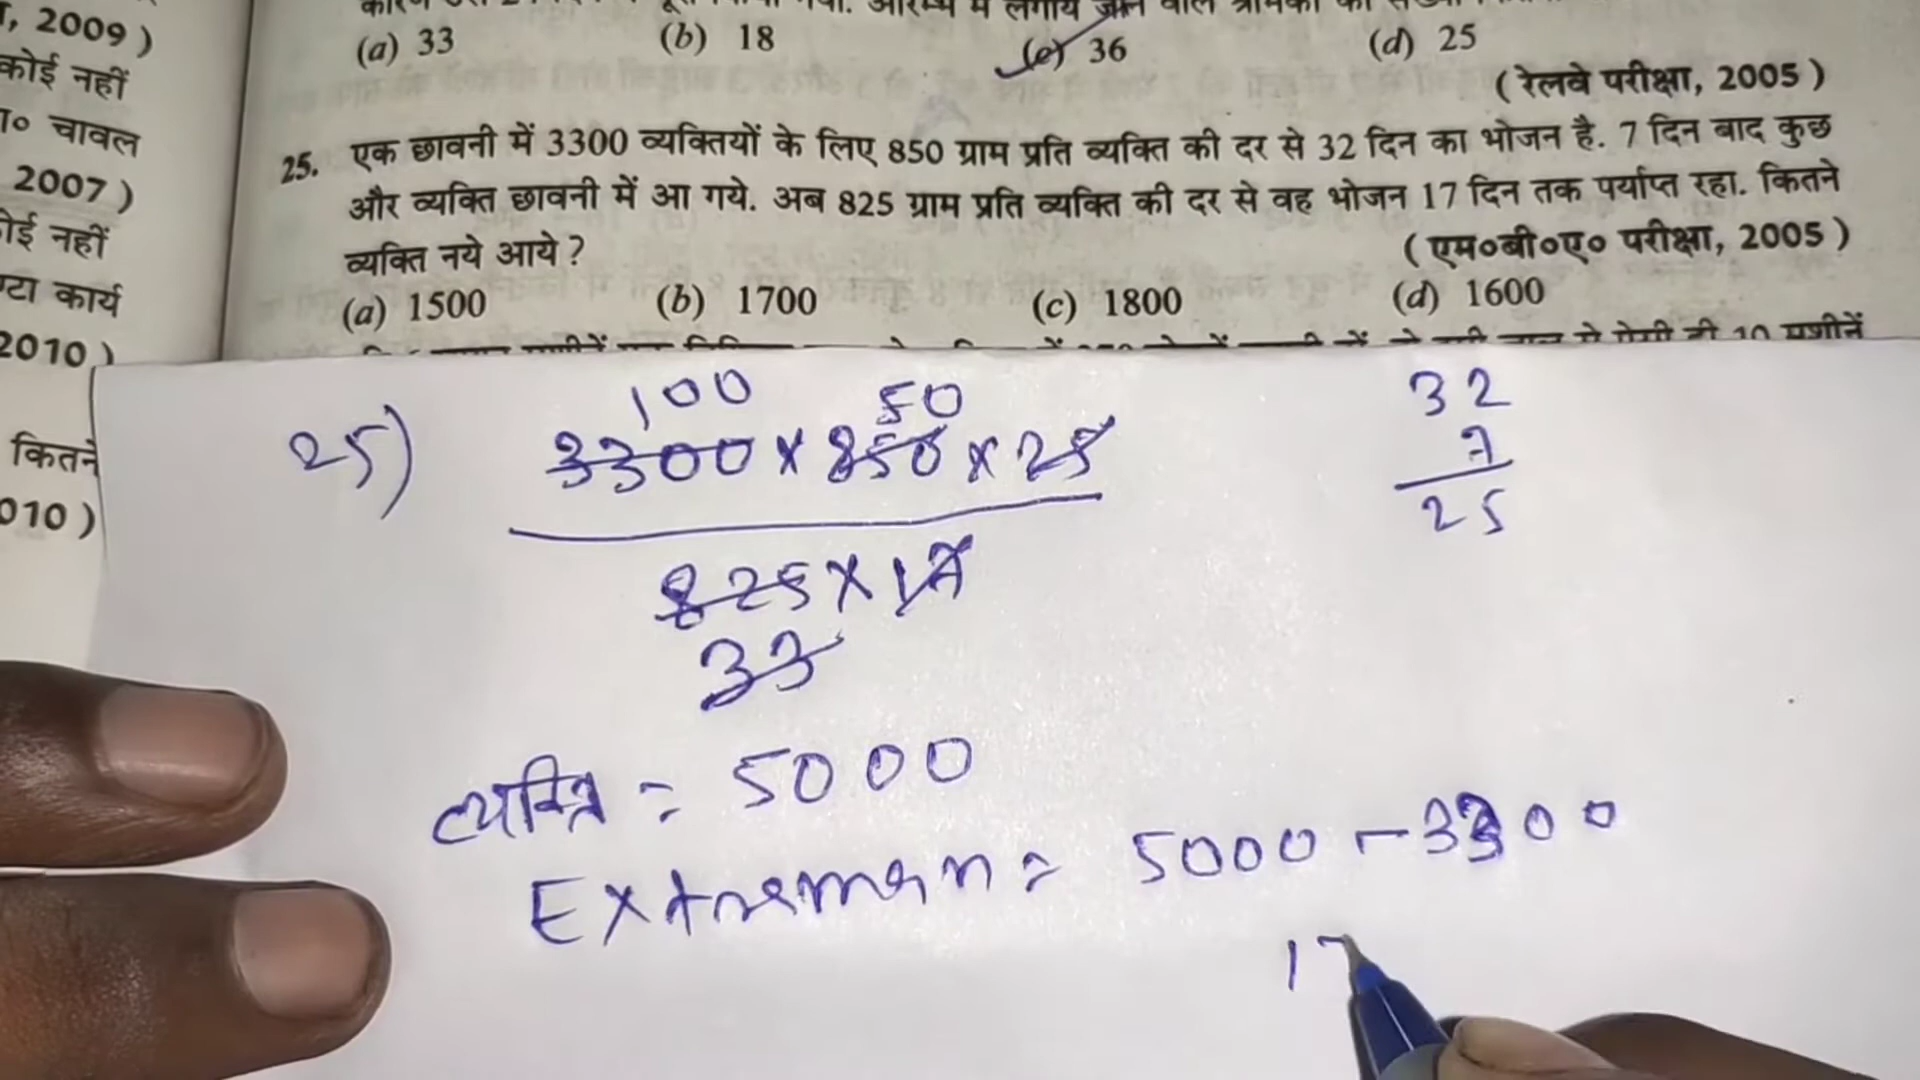 , 2009 )
कोई नहीं
चावल
2007 )
कोई नहीं
कार्य
2010 )
कितने
010 )
(a) 33 (b) 18 (c) 36 (d) 25
( रेलवे परीक्षा, 2005 )
25. एक छावनी में 3300 व्यक्तियों के लिए 850 ग्राम प्रति व्यक्ति की दर से 32 दिन का भोजन है. 7 दिन बाद कुछ
और व्यक्ति छावनी में आ गये. अब 825 ग्राम प्रति व्यक्ति की दर से वह भोजन 17 दिन तक पर्याप्त रहा. कितने
व्यक्ति नये आये ? ( एम०बी०ए० परीक्षा, 2005 )
(a) 1500 (b) 1700 (c) 1800 (d) 1600
100 50
25) 3300 x 850 x 25
825 x 17
33
32
7
25
व्यक्ति = 5000
Extra man = 5000 - 3300
17